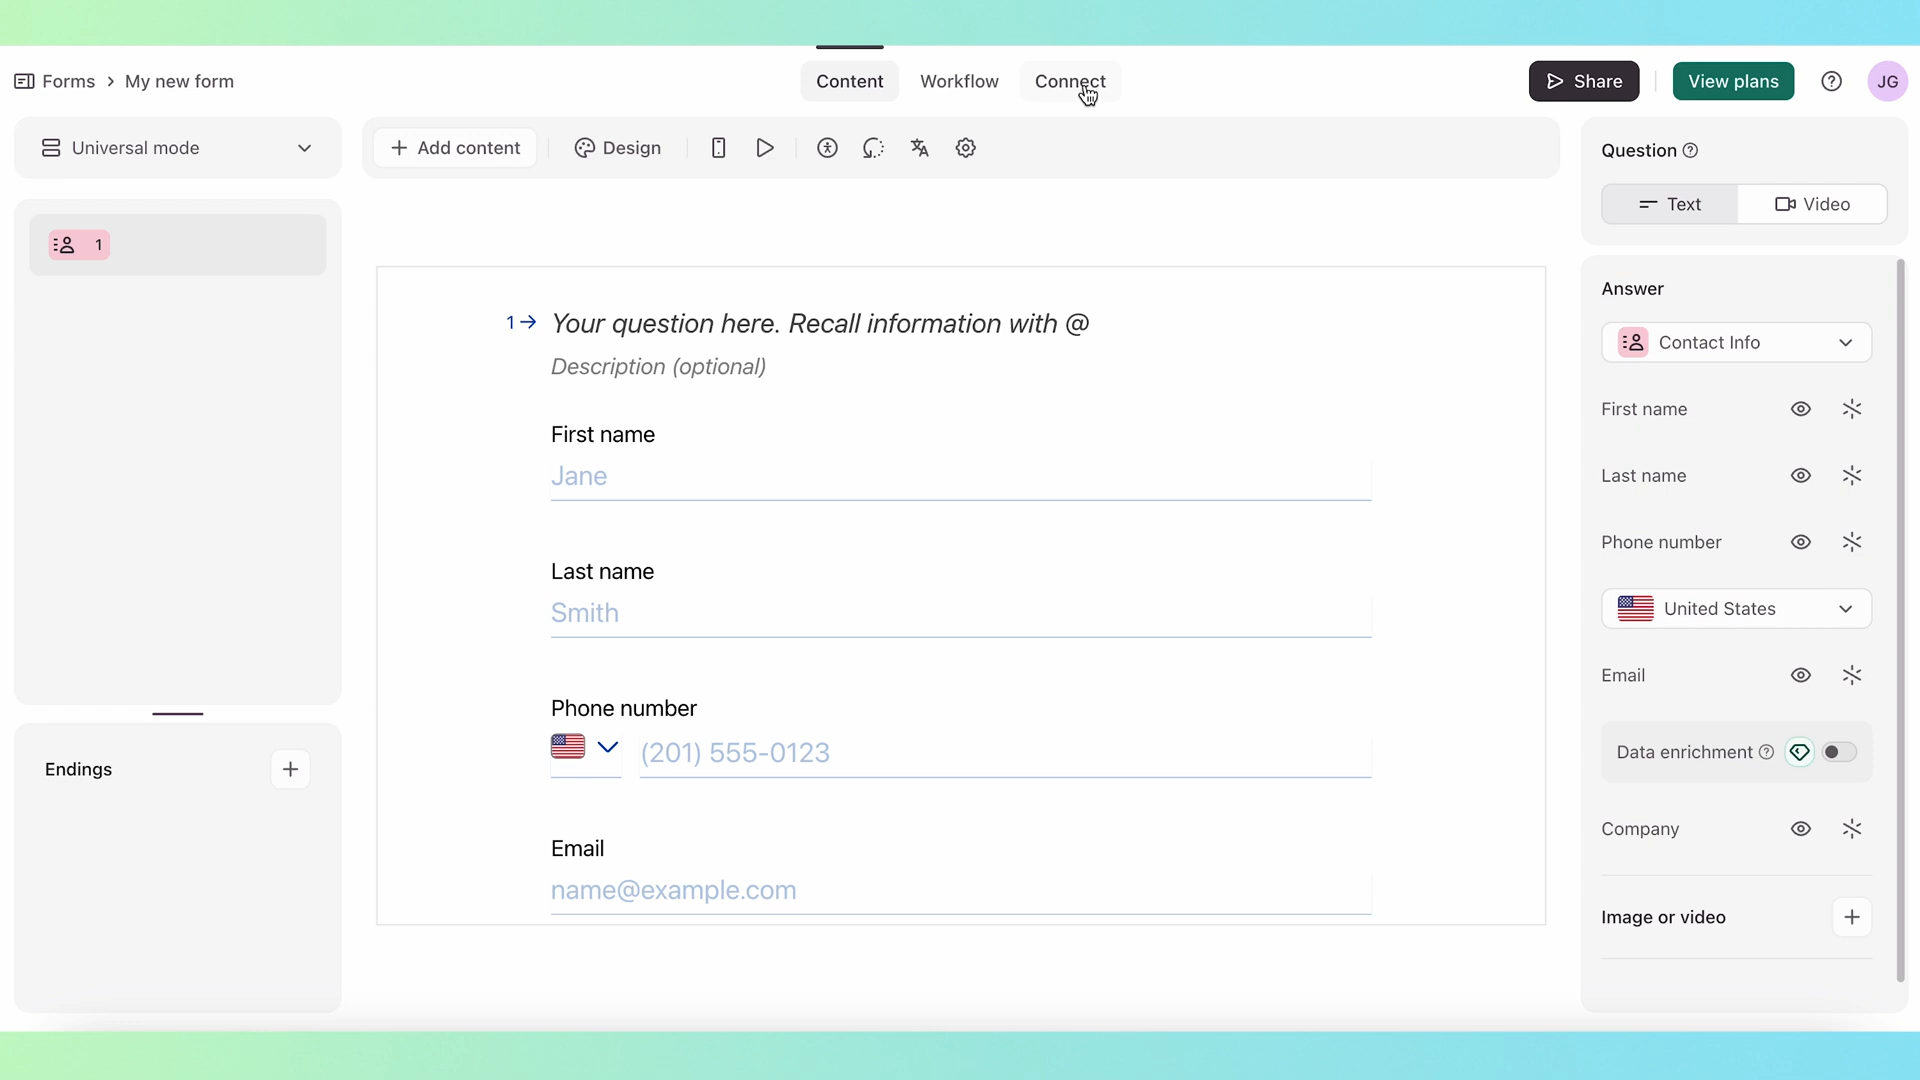 Forms > My new form
Content
Workflow
Connect
Share
View plans
JG
Universal mode
+ Add content
Design
1
Endings
1→ Your question here. Recall information with @
Description (optional)
First name
Jane
Last name
Smith
Phone number
(201) 555-0123
Email
name@example.com
Question
Text
Video
Answer
Contact Info
First name
Last name
Phone number
United States
Email
Data enrichment
Company
Image or video